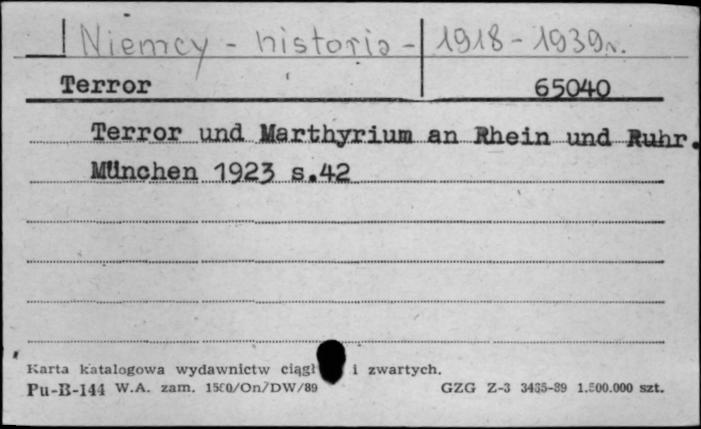 Niemcy - historia - 1918 - 1939r.
Terror 65040
Terror und Marthyrium an Rhein und Ruhr.
München 1923 s.42
Karta katalogowa wydawnictw ciągł i zwartych.
Pu-B-144 W.A. zam. 1500/On/DW/89 GZG Z-3 3435-89 1.500.000 szt.